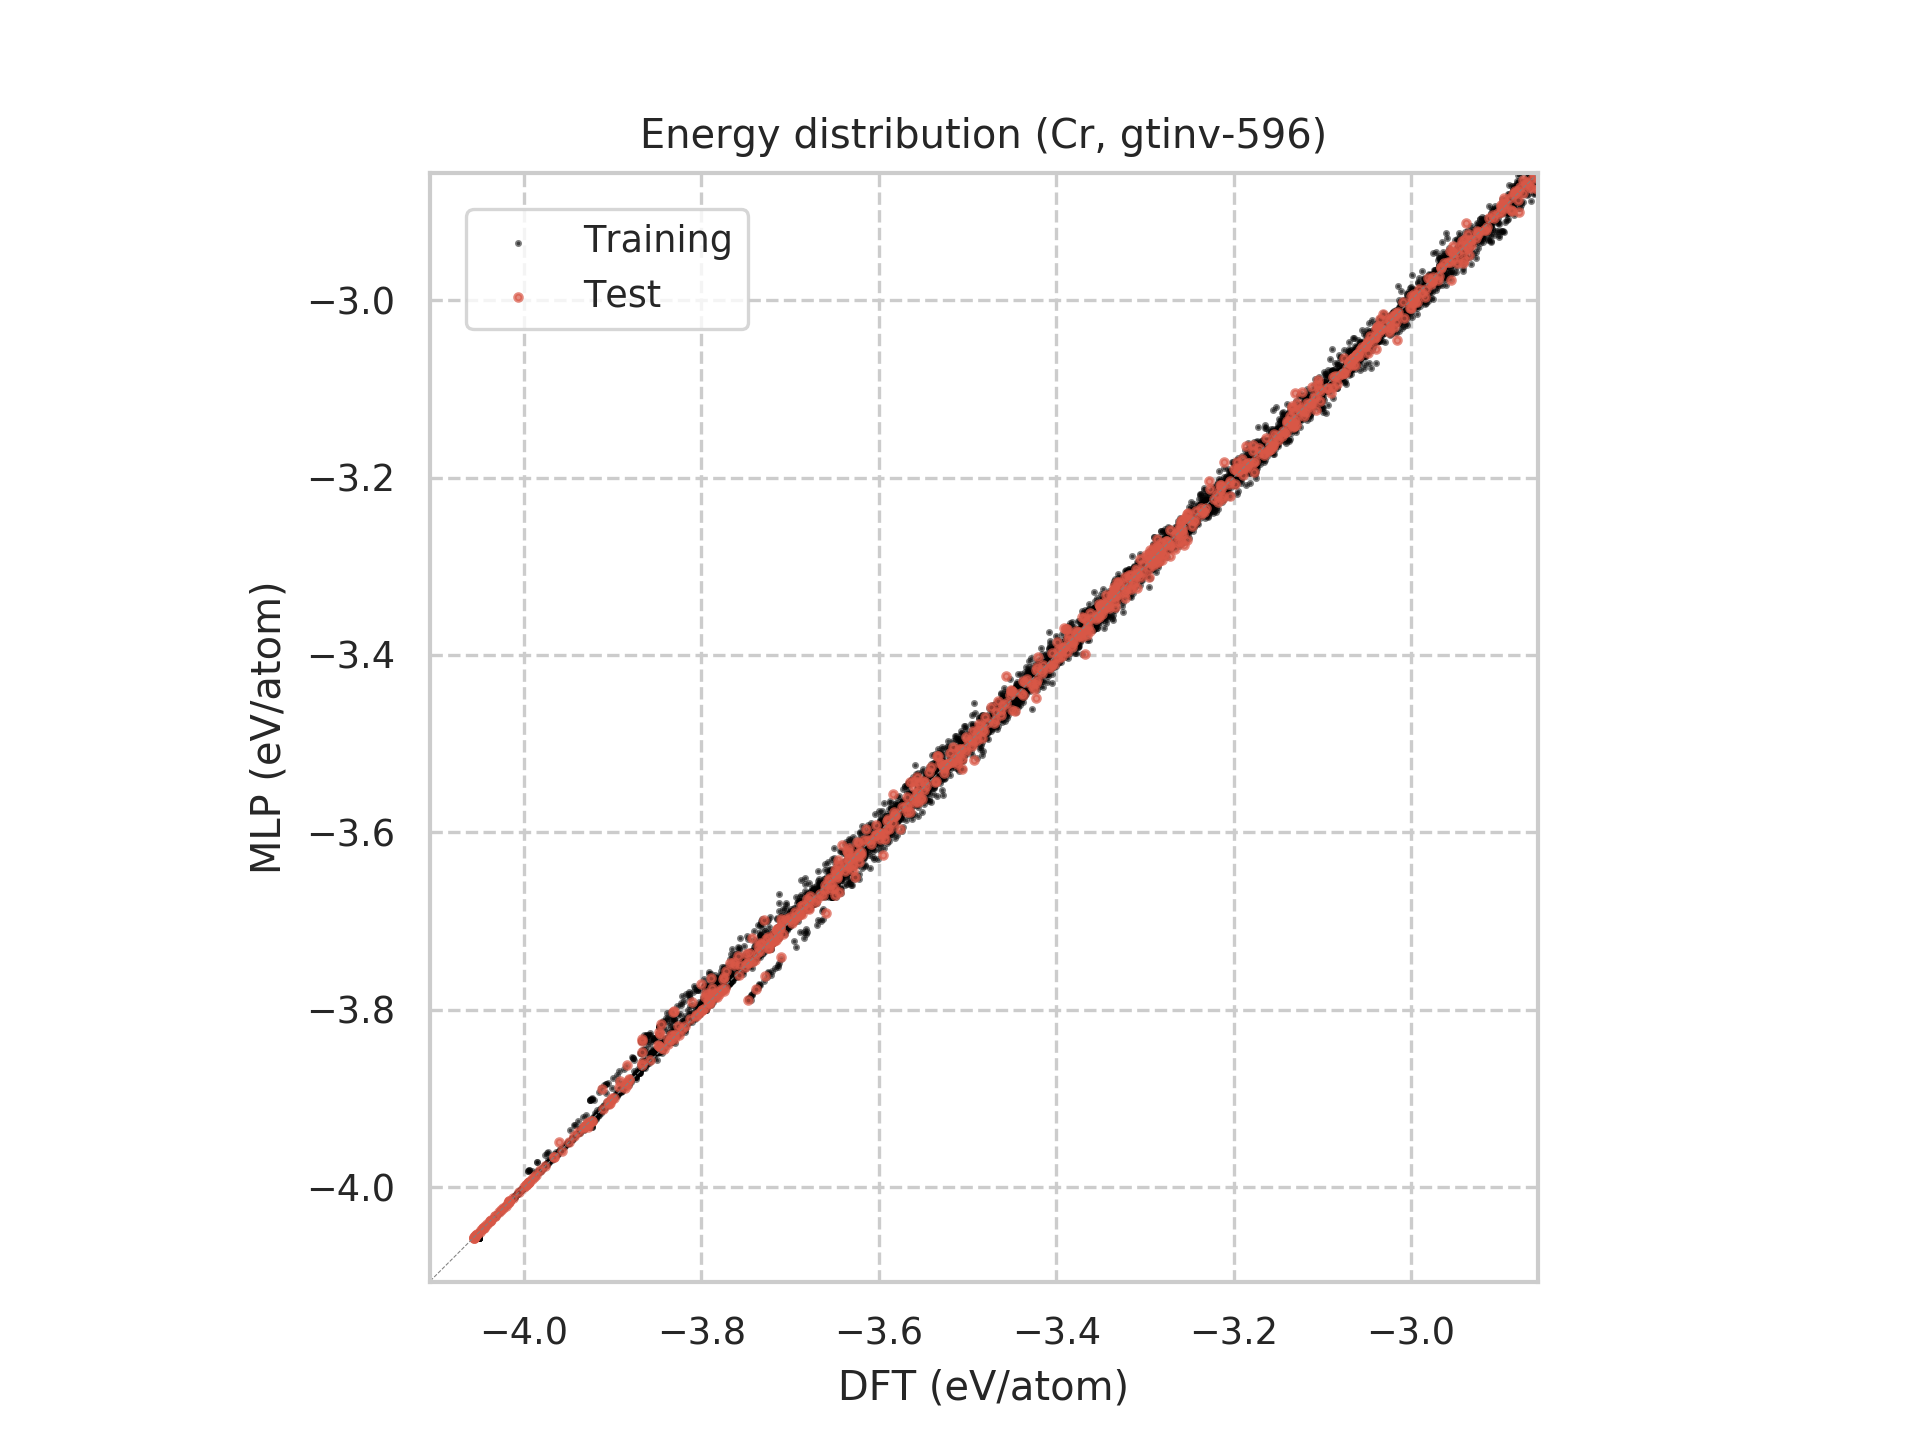 Energy distribution (Cr, gtinv-596)
Training
Test
MLP (eV/atom)
−3.0
−3.2
−3.4
−3.6
−3.8
−4.0
−4.0 −3.8 −3.6 −3.4 −3.2 −3.0
DFT (eV/atom)